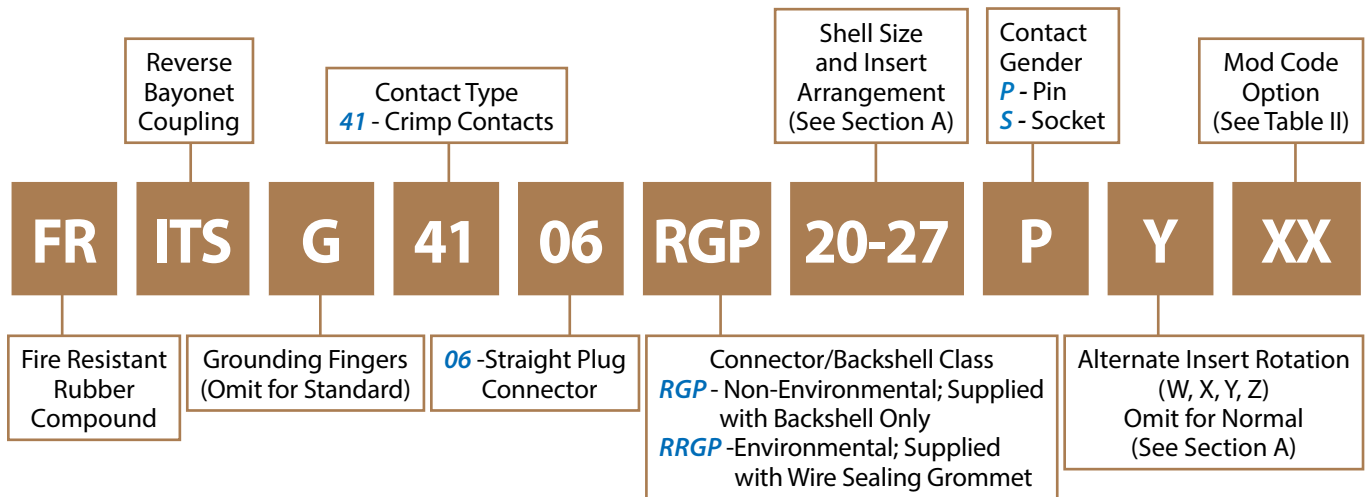 Reverse
Bayonet
Coupling
Contact Type
41 - Crimp Contacts
Shell Size
and Insert
Arrangement
(See Section A)
Contact
Gender
P - Pin
S - Socket
Mod Code
Option
(See Table II)
FR ITS G 41 06 RGP 20-27 P Y XX
Fire Resistant
Rubber
Compound
Grounding Fingers
(Omit for Standard)
06 -Straight Plug
Connector
Connector/Backshell Class
RGP - Non-Environmental; Supplied
with Backshell Only
RRGP -Environmental; Supplied
with Wire Sealing Grommet
Alternate Insert Rotation
(W, X, Y, Z)
Omit for Normal
(See Section A)